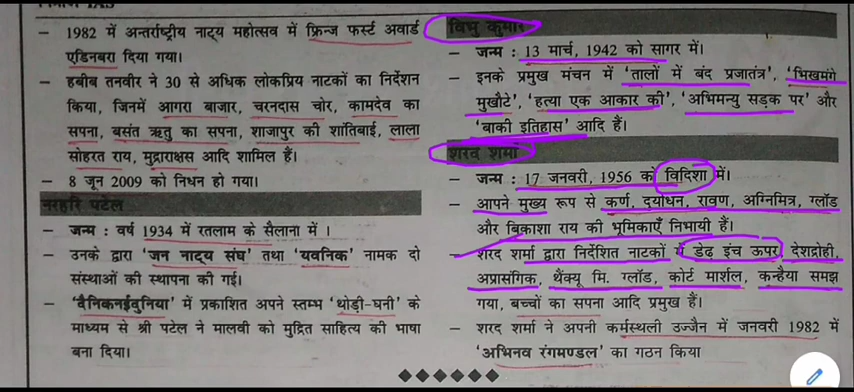 – 1982 में अन्तर्राष्ट्रीय नाट्य महोत्सव में फ्रिन्ज फर्स्ट अवार्ड
एडिनबरा दिया गया।
– हबीब तनवीर ने 30 से अधिक लोकप्रिय नाटकों का निर्देशन
किया, जिनमें आगरा बाजार, चरनदास चोर, कामदेव का
सपना, बसंत ऋतु का सपना, शाजापुर की शांतिबाई, लाला
सोहरत राय, मुद्राराक्षस आदि शामिल हैं।
– 8 जून 2009 को निधन हो गया।
नरहरि पटेल
– जन्म : वर्ष 1934 में रतलाम के सैलाना में ।
– उनके द्वारा ‘जन नाट्य संघ’ तथा ‘यवनिक’ नामक दो
संस्थाओं की स्थापना की गई।
– ‘दैनिकनईदुनिया’ में प्रकाशित अपने स्तम्भ ‘थोड़ी-घनी’ के
माध्यम से श्री पटेल ने मालवी को मुद्रित साहित्य की भाषा
बना दिया।
विभु कुमार
– जन्म : 13 मार्च, 1942 को सागर में।
– इनके प्रमुख मंचन में ‘तालों में बंद प्रजातंत्र’, ‘भिखमंगे
मुखौटे’, ‘हत्या एक आकार की’, ‘अभिमन्यु सड़क पर’ और
‘बाकी इतिहास’ आदि हैं।
शरद शर्मा
– जन्म : 17 जनवरी, 1956 को विदिशा में।
– आपने मुख्य रूप से कर्ण, दुर्योधन, रावण, अग्निमित्र, ग्लॉड
और बिकाशा राय की भूमिकाएँ निभायी हैं।
– शरद शर्मा द्वारा निर्देशित नाटकों में डेढ़ इंच ऊपर, देशद्रोही,
अप्रासंगिक, थैंक्यू मि. ग्लॉड, कोर्ट मार्शल, कन्हैया समझ
गया, बच्चों का सपना आदि प्रमुख हैं।
– शरद शर्मा ने अपनी कर्मस्थली उज्जैन में जनवरी 1982 में
‘अभिनव रंगमण्डल’ का गठन किया